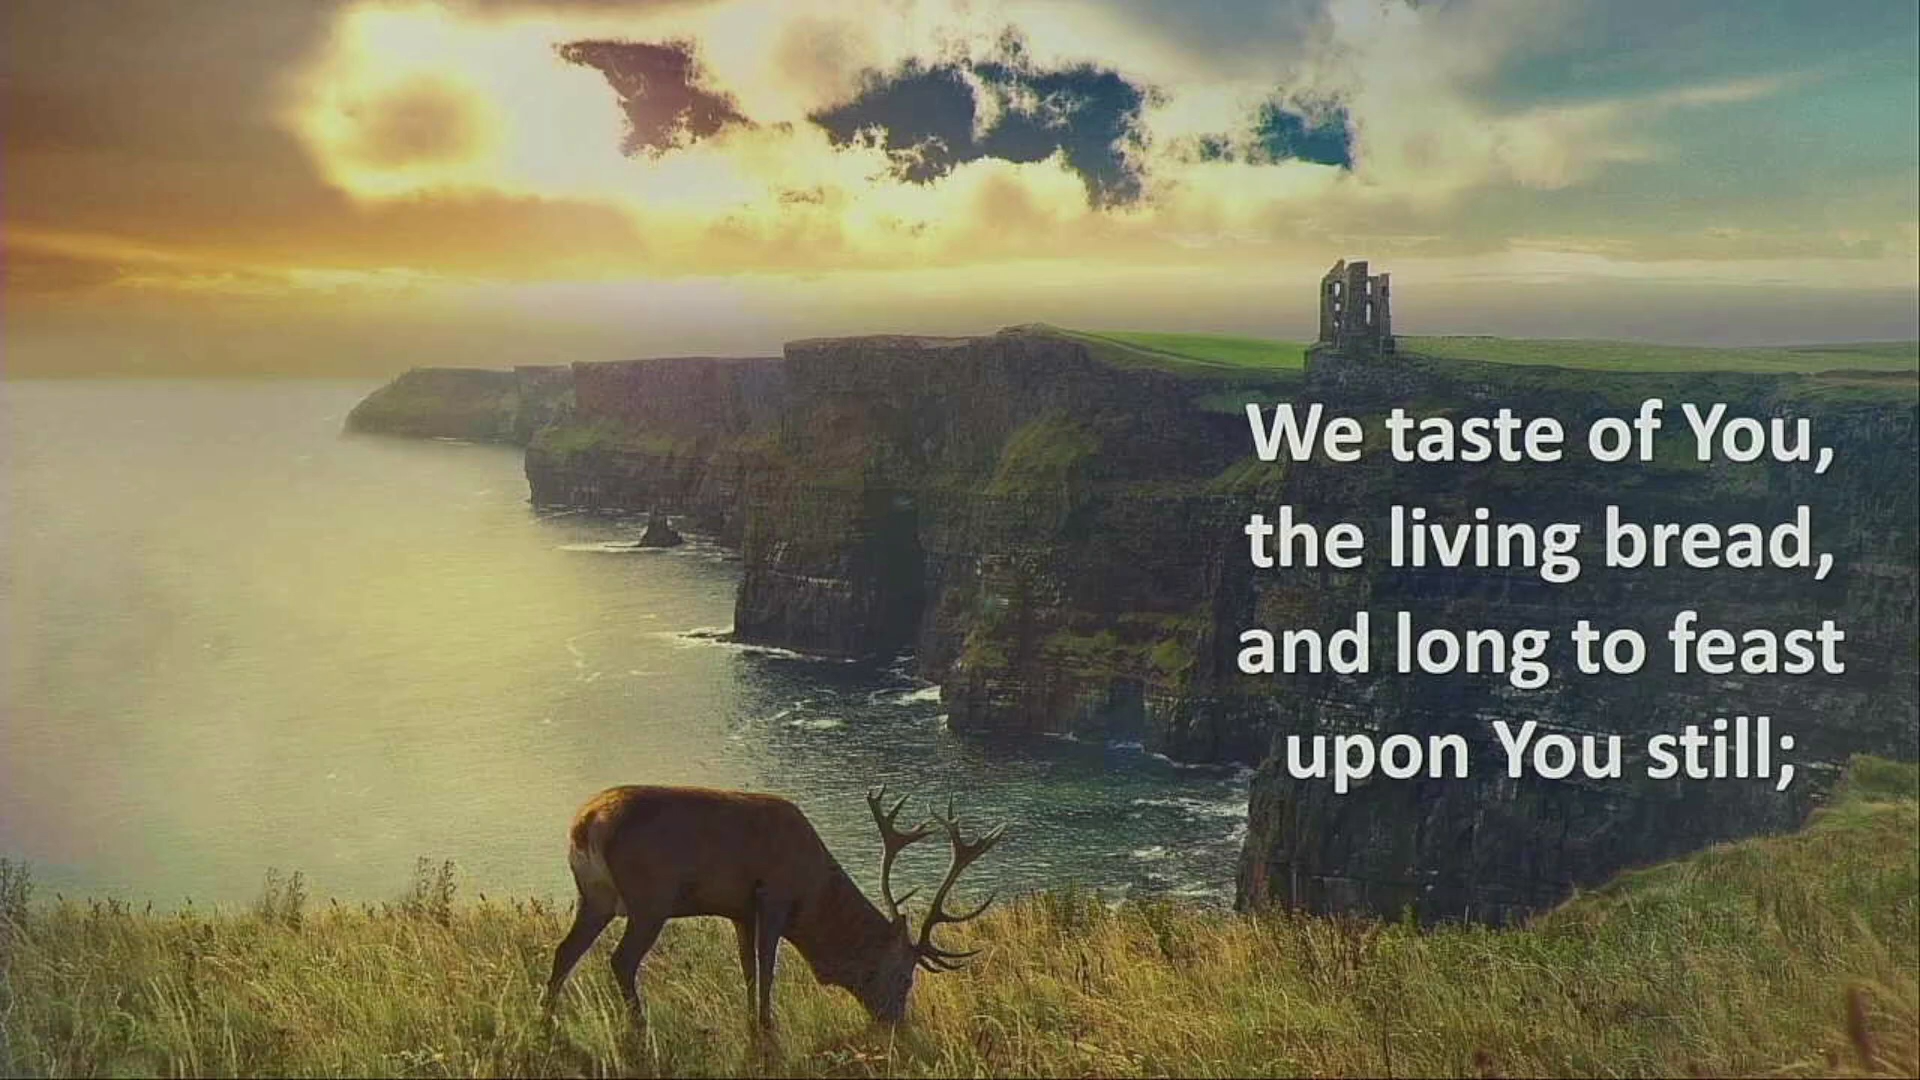 We taste of You,
the living bread,
and long to feast
upon You still;